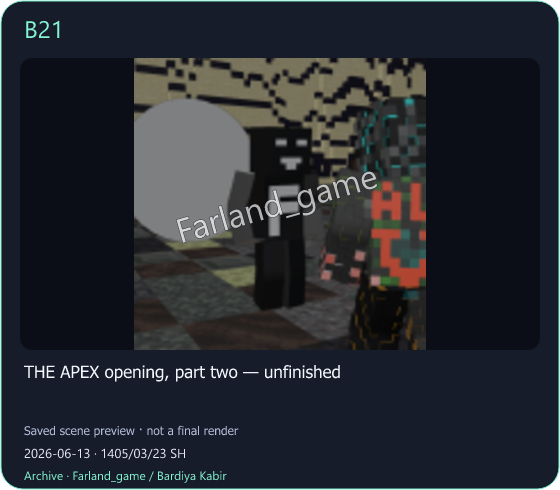 B21
Farland_game
THE APEX opening, part two — unfinished
Saved scene preview · not a final render
2026-06-13 · 1405/03/23 SH
Archive · Farland_game / Bardiya Kabir